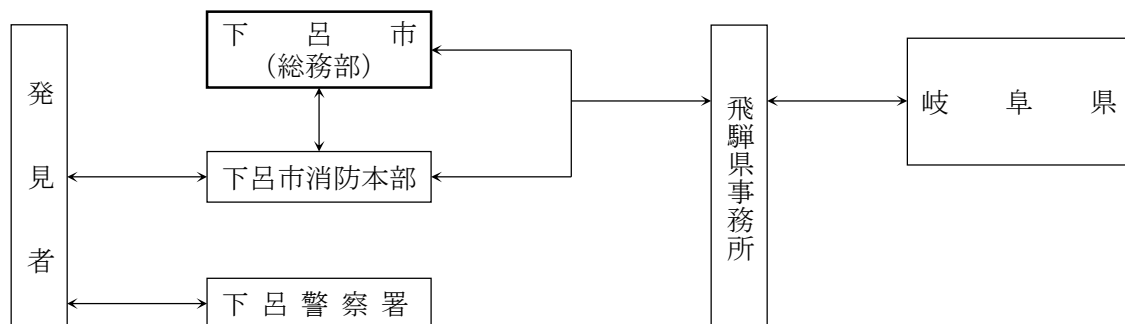 発見者
下呂市
（総務部）
下呂市消防本部
下呂警察署
飛騨県事務所
岐阜県